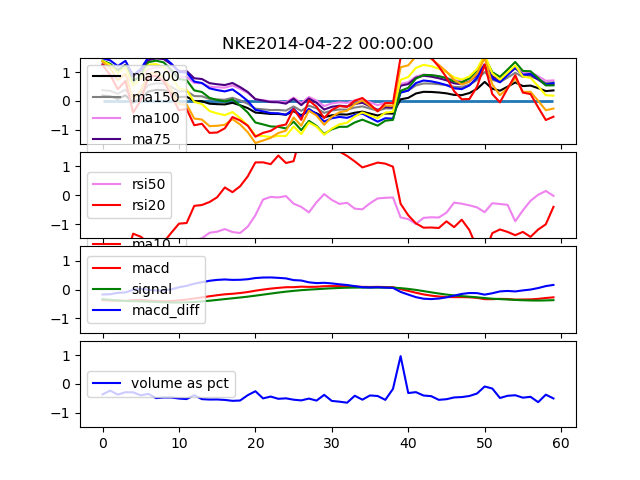 NKE2014-04-22 00:00:00
1
0
−1
ma200
ma150
ma100
ma75
1
0
−1
rsi50
rsi20
ma10
1
0
−1
macd
signal
macd_diff
1
0
−1
volume as pct
0 10 20 30 40 50 60